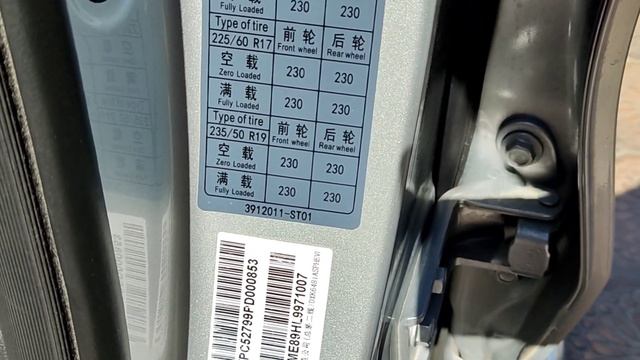 满 载 230 230
Fully Loaded
Type of tire 前 轮 后 轮
225/60 R17 Front wheel Rear wheel
空 载 230 230
Zero Loaded
满 载 230 230
Fully Loaded
Type of tire 前 轮 后 轮
235/50 R19 Front wheel Rear wheel
空 载 230 230
Zero Loaded
满 载 230 230
Fully Loaded
3912011-ST01
PC52799PD000853
ME89HL9971007